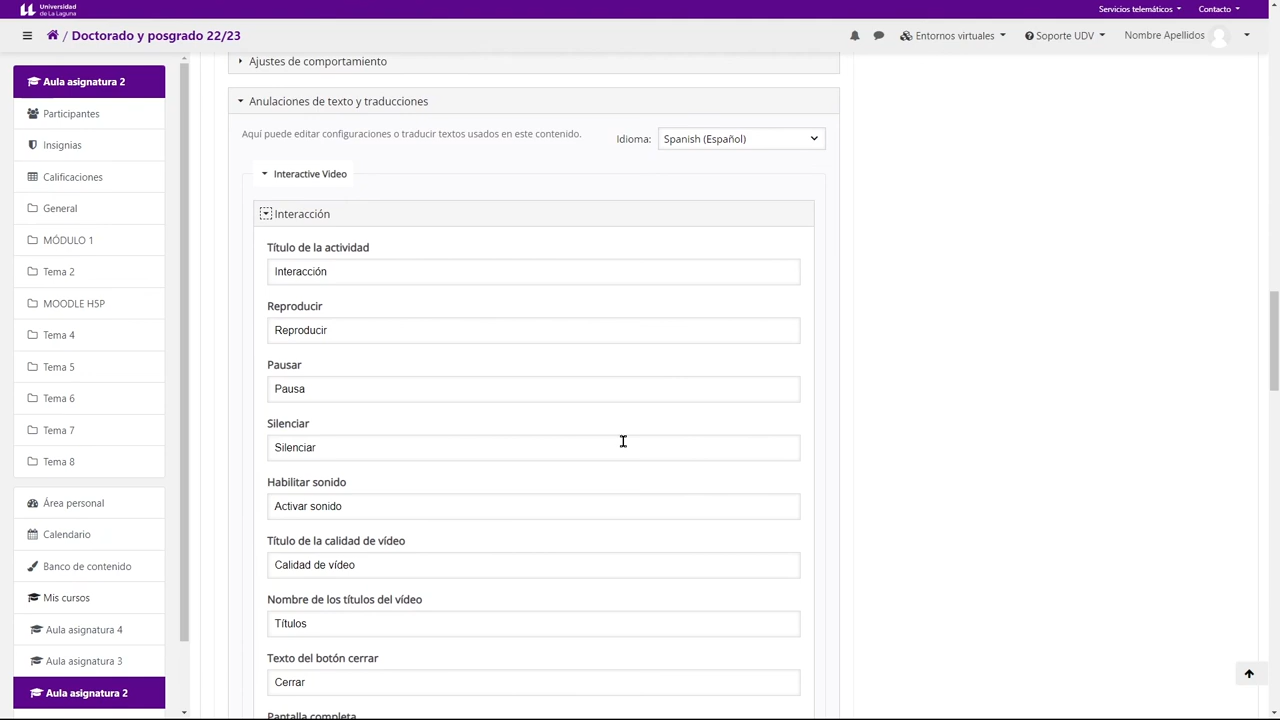 Universidad
de La Laguna
Servicios telemáticos
Contacto
/ Doctorado y posgrado 22/23
Entornos virtuales
Soporte UDV
Nombre Apellidos
Aula asignatura 2
Participantes
Insignias
Calificaciones
General
MÓDULO 1
Tema 2
MOODLE H5P
Tema 4
Tema 5
Tema 6
Tema 7
Tema 8
Área personal
Calendario
Banco de contenido
Mis cursos
Aula asignatura 4
Aula asignatura 3
Aula asignatura 2
Ajustes de comportamiento
Anulaciones de texto y traducciones
Aquí puede editar configuraciones o traducir textos usados en este contenido.
Idioma: Spanish (Español)
Interactive Video
Interacción
Título de la actividad
Interacción
Reproducir
Reproducir
Pausar
Pausa
Silenciar
Silenciar
Habilitar sonido
Activar sonido
Título de la calidad de vídeo
Calidad de vídeo
Nombre de los títulos del vídeo
Títulos
Texto del botón cerrar
Cerrar
Pantalla completa